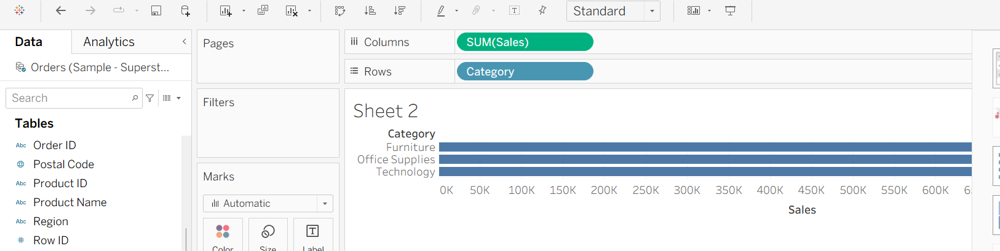 Standard
Data
Analytics
Orders (Sample - Superst...
Search
Tables
Abc Order ID
Postal Code
Abc Product ID
Abc Product Name
Abc Region
# Row ID
Pages
Filters
Marks
Automatic
Color Size Label
Columns SUM(Sales)
Rows Category
Sheet 2
Category
Furniture
Office Supplies
Technology
0K 50K 100K 150K 200K 250K 300K 350K 400K 450K 500K 550K 600K
Sales